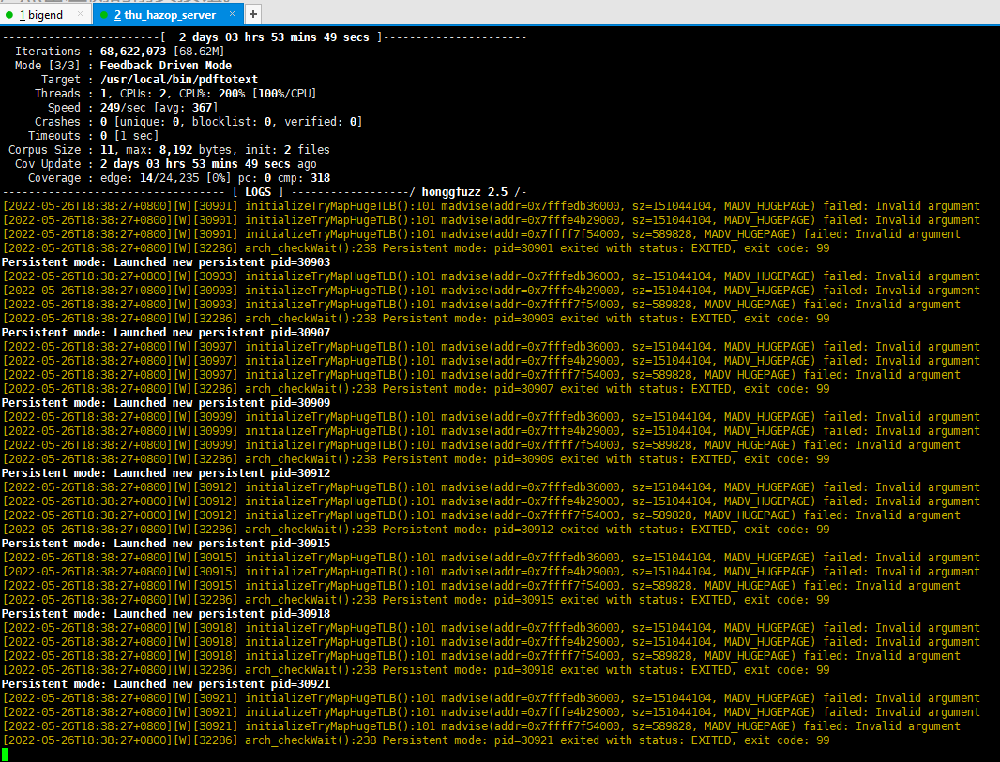 1 bigend × 2 thu_hazop_server × +
------------------------[  2 days 03 hrs 53 mins 49 secs ]----------------------
  Iterations : 68,622,073 [68.62M]
  Mode [3/3] : Feedback Driven Mode
      Target : /usr/local/bin/pdftotext
     Threads : 1, CPUs: 2, CPU%: 200% [100%/CPU]
       Speed : 249/sec [avg: 367]
     Crashes : 0 [unique: 0, blocklist: 0, verified: 0]
    Timeouts : 0 [1 sec]
 Corpus Size : 11, max: 8,192 bytes, init: 2 files
  Cov Update : 2 days 03 hrs 53 mins 49 secs ago
    Coverage : edge: 14/24,235 [0%] pc: 0 cmp: 318
---------------------------------- [ LOGS ] ------------------/ honggfuzz 2.5 /-
[2022-05-26T18:38:27+0800][W][30901] initializeTryMapHugeTLB():101 madvise(addr=0x7fffedb36000, sz=151044104, MADV_HUGEPAGE) failed: Invalid argument
[2022-05-26T18:38:27+0800][W][30901] initializeTryMapHugeTLB():101 madvise(addr=0x7fffe4b29000, sz=151044104, MADV_HUGEPAGE) failed: Invalid argument
[2022-05-26T18:38:27+0800][W][30901] initializeTryMapHugeTLB():101 madvise(addr=0x7ffff7f54000, sz=589828, MADV_HUGEPAGE) failed: Invalid argument
[2022-05-26T18:38:27+0800][W][32286] arch_checkWait():238 Persistent mode: pid=30901 exited with status: EXITED, exit code: 99
Persistent mode: Launched new persistent pid=30903
[2022-05-26T18:38:27+0800][W][30903] initializeTryMapHugeTLB():101 madvise(addr=0x7fffedb36000, sz=151044104, MADV_HUGEPAGE) failed: Invalid argument
[2022-05-26T18:38:27+0800][W][30903] initializeTryMapHugeTLB():101 madvise(addr=0x7fffe4b29000, sz=151044104, MADV_HUGEPAGE) failed: Invalid argument
[2022-05-26T18:38:27+0800][W][30903] initializeTryMapHugeTLB():101 madvise(addr=0x7ffff7f54000, sz=589828, MADV_HUGEPAGE) failed: Invalid argument
[2022-05-26T18:38:27+0800][W][32286] arch_checkWait():238 Persistent mode: pid=30903 exited with status: EXITED, exit code: 99
Persistent mode: Launched new persistent pid=30907
[2022-05-26T18:38:27+0800][W][30907] initializeTryMapHugeTLB():101 madvise(addr=0x7fffedb36000, sz=151044104, MADV_HUGEPAGE) failed: Invalid argument
[2022-05-26T18:38:27+0800][W][30907] initializeTryMapHugeTLB():101 madvise(addr=0x7fffe4b29000, sz=151044104, MADV_HUGEPAGE) failed: Invalid argument
[2022-05-26T18:38:27+0800][W][30907] initializeTryMapHugeTLB():101 madvise(addr=0x7ffff7f54000, sz=589828, MADV_HUGEPAGE) failed: Invalid argument
[2022-05-26T18:38:27+0800][W][32286] arch_checkWait():238 Persistent mode: pid=30907 exited with status: EXITED, exit code: 99
Persistent mode: Launched new persistent pid=30909
[2022-05-26T18:38:27+0800][W][30909] initializeTryMapHugeTLB():101 madvise(addr=0x7fffedb36000, sz=151044104, MADV_HUGEPAGE) failed: Invalid argument
[2022-05-26T18:38:27+0800][W][30909] initializeTryMapHugeTLB():101 madvise(addr=0x7fffe4b29000, sz=151044104, MADV_HUGEPAGE) failed: Invalid argument
[2022-05-26T18:38:27+0800][W][30909] initializeTryMapHugeTLB():101 madvise(addr=0x7ffff7f54000, sz=589828, MADV_HUGEPAGE) failed: Invalid argument
[2022-05-26T18:38:27+0800][W][32286] arch_checkWait():238 Persistent mode: pid=30909 exited with status: EXITED, exit code: 99
Persistent mode: Launched new persistent pid=30912
[2022-05-26T18:38:27+0800][W][30912] initializeTryMapHugeTLB():101 madvise(addr=0x7fffedb36000, sz=151044104, MADV_HUGEPAGE) failed: Invalid argument
[2022-05-26T18:38:27+0800][W][30912] initializeTryMapHugeTLB():101 madvise(addr=0x7fffe4b29000, sz=151044104, MADV_HUGEPAGE) failed: Invalid argument
[2022-05-26T18:38:27+0800][W][30912] initializeTryMapHugeTLB():101 madvise(addr=0x7ffff7f54000, sz=589828, MADV_HUGEPAGE) failed: Invalid argument
[2022-05-26T18:38:27+0800][W][32286] arch_checkWait():238 Persistent mode: pid=30912 exited with status: EXITED, exit code: 99
Persistent mode: Launched new persistent pid=30915
[2022-05-26T18:38:27+0800][W][30915] initializeTryMapHugeTLB():101 madvise(addr=0x7fffedb36000, sz=151044104, MADV_HUGEPAGE) failed: Invalid argument
[2022-05-26T18:38:27+0800][W][30915] initializeTryMapHugeTLB():101 madvise(addr=0x7fffe4b29000, sz=151044104, MADV_HUGEPAGE) failed: Invalid argument
[2022-05-26T18:38:27+0800][W][30915] initializeTryMapHugeTLB():101 madvise(addr=0x7ffff7f54000, sz=589828, MADV_HUGEPAGE) failed: Invalid argument
[2022-05-26T18:38:27+0800][W][32286] arch_checkWait():238 Persistent mode: pid=30915 exited with status: EXITED, exit code: 99
Persistent mode: Launched new persistent pid=30918
[2022-05-26T18:38:27+0800][W][30918] initializeTryMapHugeTLB():101 madvise(addr=0x7fffedb36000, sz=151044104, MADV_HUGEPAGE) failed: Invalid argument
[2022-05-26T18:38:27+0800][W][30918] initializeTryMapHugeTLB():101 madvise(addr=0x7fffe4b29000, sz=151044104, MADV_HUGEPAGE) failed: Invalid argument
[2022-05-26T18:38:27+0800][W][30918] initializeTryMapHugeTLB():101 madvise(addr=0x7ffff7f54000, sz=589828, MADV_HUGEPAGE) failed: Invalid argument
[2022-05-26T18:38:27+0800][W][32286] arch_checkWait():238 Persistent mode: pid=30918 exited with status: EXITED, exit code: 99
Persistent mode: Launched new persistent pid=30921
[2022-05-26T18:38:27+0800][W][30921] initializeTryMapHugeTLB():101 madvise(addr=0x7fffedb36000, sz=151044104, MADV_HUGEPAGE) failed: Invalid argument
[2022-05-26T18:38:27+0800][W][30921] initializeTryMapHugeTLB():101 madvise(addr=0x7fffe4b29000, sz=151044104, MADV_HUGEPAGE) failed: Invalid argument
[2022-05-26T18:38:27+0800][W][30921] initializeTryMapHugeTLB():101 madvise(addr=0x7ffff7f54000, sz=589828, MADV_HUGEPAGE) failed: Invalid argument
[2022-05-26T18:38:27+0800][W][32286] arch_checkWait():238 Persistent mode: pid=30921 exited with status: EXITED, exit code: 99